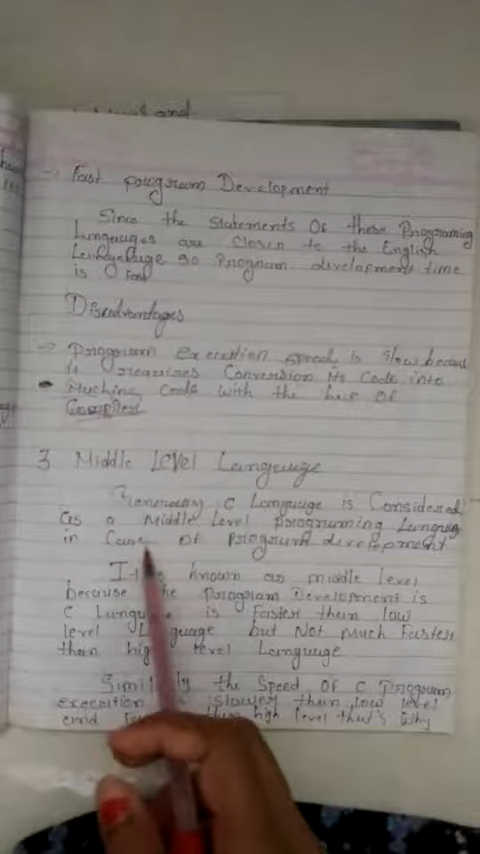 → Fast Program Development
Since the Statements Of these Programing
Languages are Closer to the English
Language so Program development time
is fast
Disadvantages
→ Program execution speed is Slow because
it requires Conversion its Code into
Machine Code with the help of
Compiler
3 Middle Level Language
Generally C Language is Considered
as a Middle Level programing Language
in Case of Program development
It is known as middle level
because the Program Development is
C Language is Faster than low
level Language but Not Much Faster
than high level Language
Similarly the Speed of C Program
execution slower than low level
and than high level that's Why